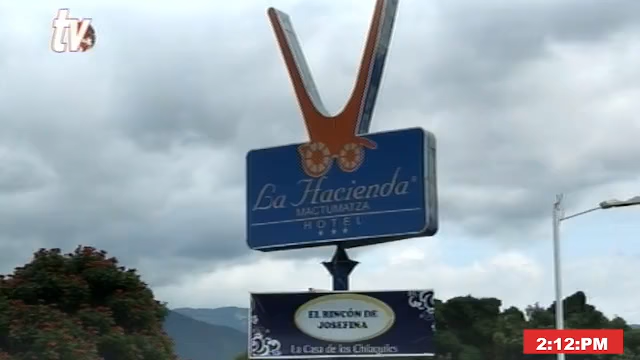 tv
La Hacienda®
MACTUMATZA
HOTEL
EL RINCÓN DE
JOSEFINA
La Casa de los Chilaquiles
2:12:PM